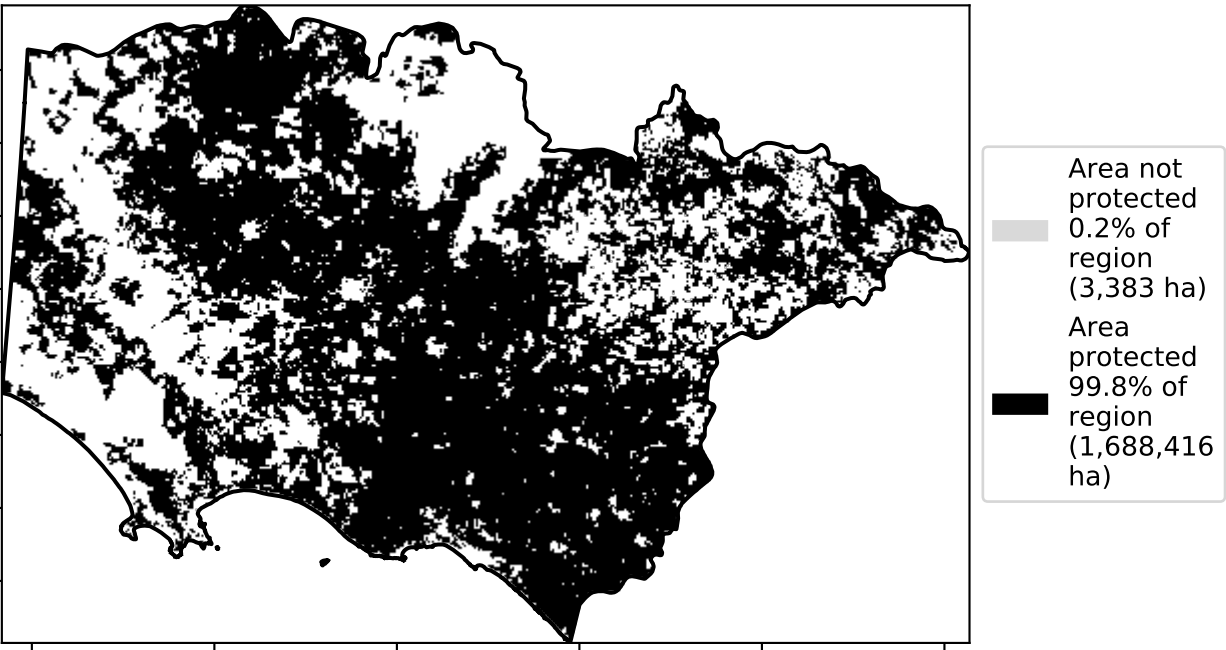 Area not
protected
0.2% of
region
(3,383 ha)
Area
protected
99.8% of
region
(1,688,416
ha)